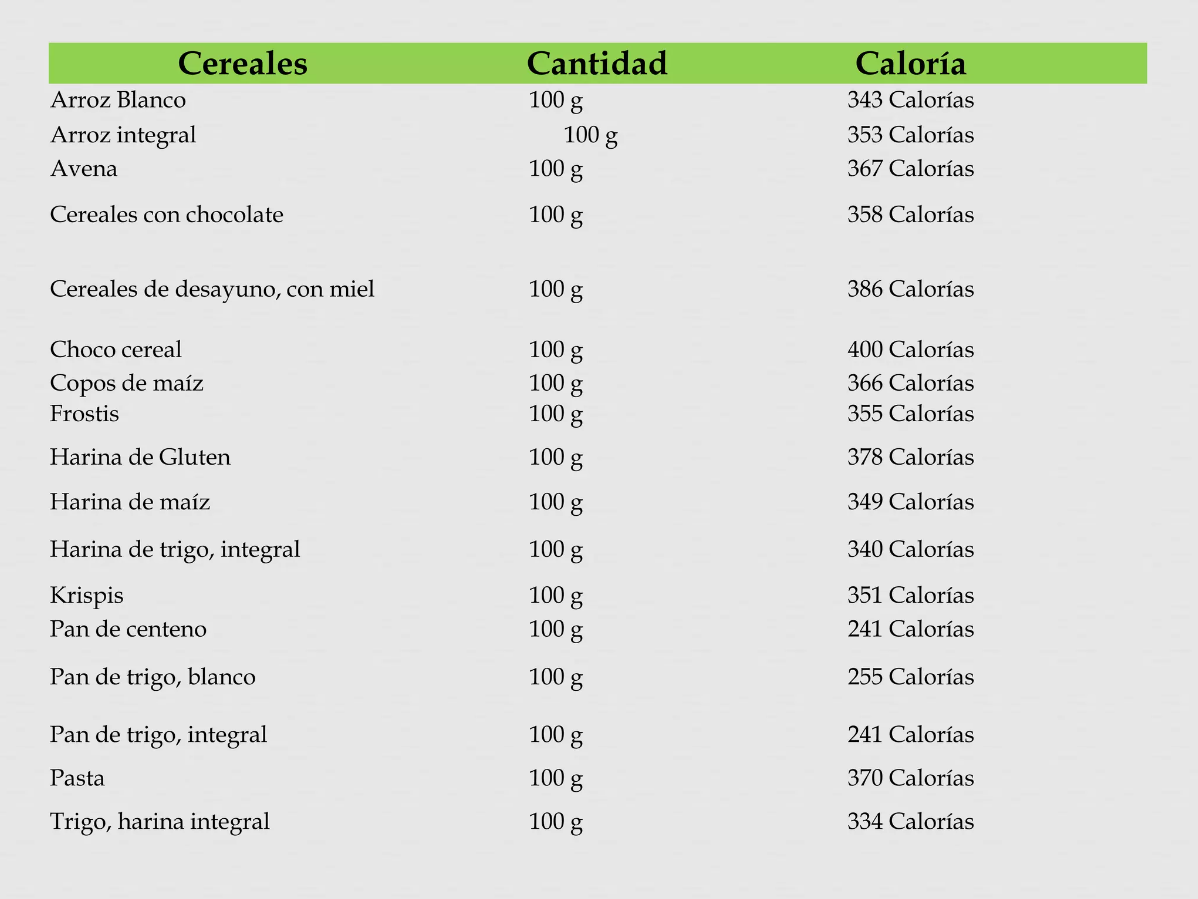 Cereales Cantidad Caloría
Arroz Blanco 100 g 343 Calorías
Arroz integral 100 g 353 Calorías
Avena 100 g 367 Calorías
Cereales con chocolate 100 g 358 Calorías
Cereales de desayuno, con miel 100 g 386 Calorías
Choco cereal 100 g 400 Calorías
Copos de maíz 100 g 366 Calorías
Frostis 100 g 355 Calorías
Harina de Gluten 100 g 378 Calorías
Harina de maíz 100 g 349 Calorías
Harina de trigo, integral 100 g 340 Calorías
Krispis 100 g 351 Calorías
Pan de centeno 100 g 241 Calorías
Pan de trigo, blanco 100 g 255 Calorías
Pan de trigo, integral 100 g 241 Calorías
Pasta 100 g 370 Calorías
Trigo, harina integral 100 g 334 Calorías